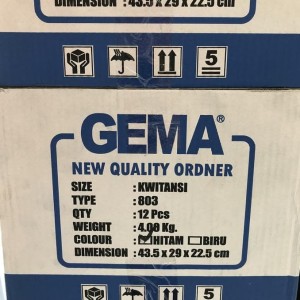 DIMENSION : 43.5 x 29 x 22.5 cm
5
GEMA®
NEW QUALITY ORDNER
SIZE : KWITANSI
TYPE : 803
QTY : 12 Pcs
WEIGHT : 4.00 Kg.
COLOUR : HITAM BIRU
DIMENSION : 43.5 x 29 x 22.5 cm
5